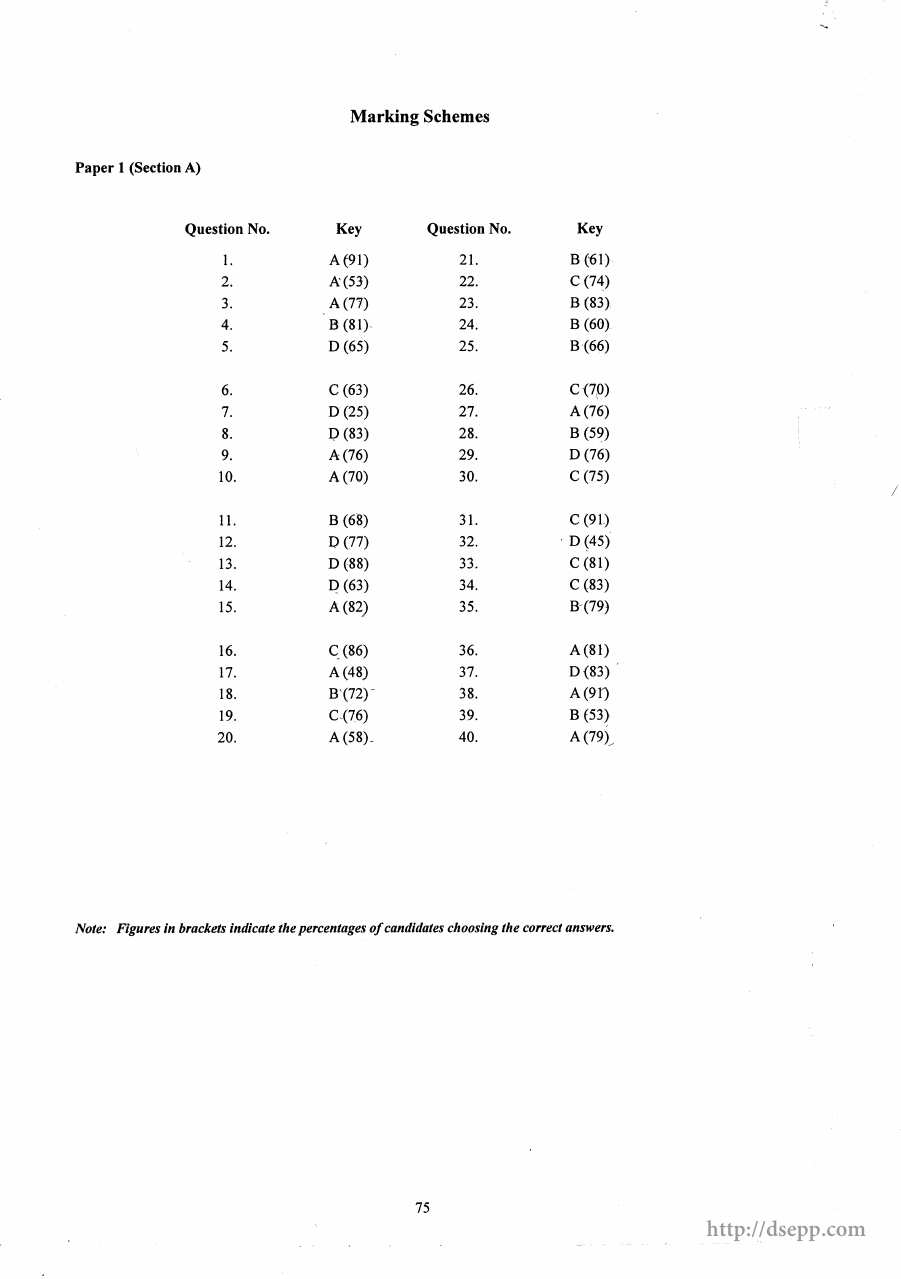 Marking Schemes
Paper 1 (Section A)
Question No. Key Question No. Key
1. A (91) 21. B (61)
2. A (53) 22. C (74)
3. A (77) 23. B (83)
4. B (81) 24. B (60)
5. D (65) 25. B (66)
6. C (63) 26. C (70)
7. D (25) 27. A (76)
8. D (83) 28. B (59)
9. A (76) 29. D (76)
10. A (70) 30. C (75)
11. B (68) 31. C (91)
12. D (77) 32. D (45)
13. D (88) 33. C (81)
14. D (63) 34. C (83)
15. A (82) 35. B (79)
16. C (86) 36. A (81)
17. A (48) 37. D (83)
18. B (72) 38. A (91)
19. C (76) 39. B (53)
20. A (58) 40. A (79)
Note: Figures in brackets indicate the percentages of candidates choosing the correct answers.
75
http://dsepp.com